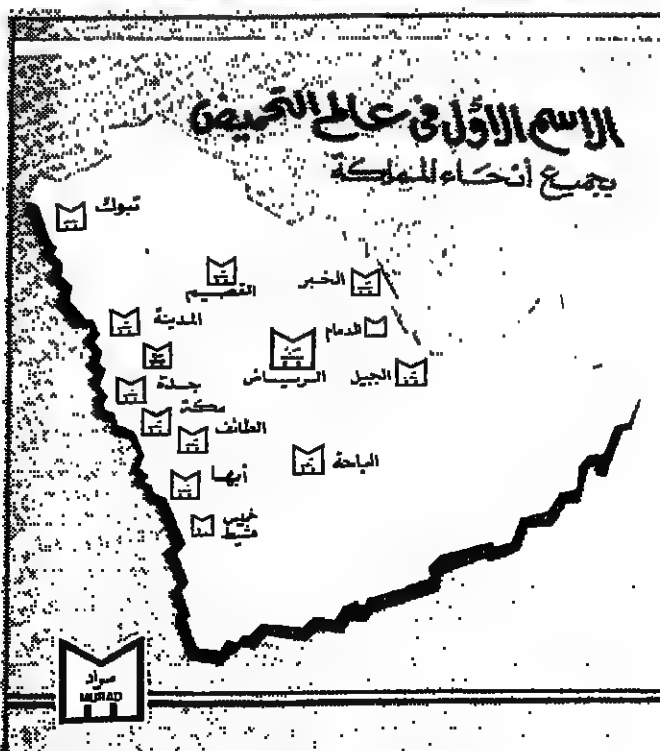 الاسم الأوّل في عالم التحميض
بجميع أنحاء المملكة
تبوك
القصيم
الخبر
المدينة
الدمام
الرياض
الجبيل
جدة
مكة
الطائف
الباحة
أبها
خميس
مشيط
مراد
MURAD